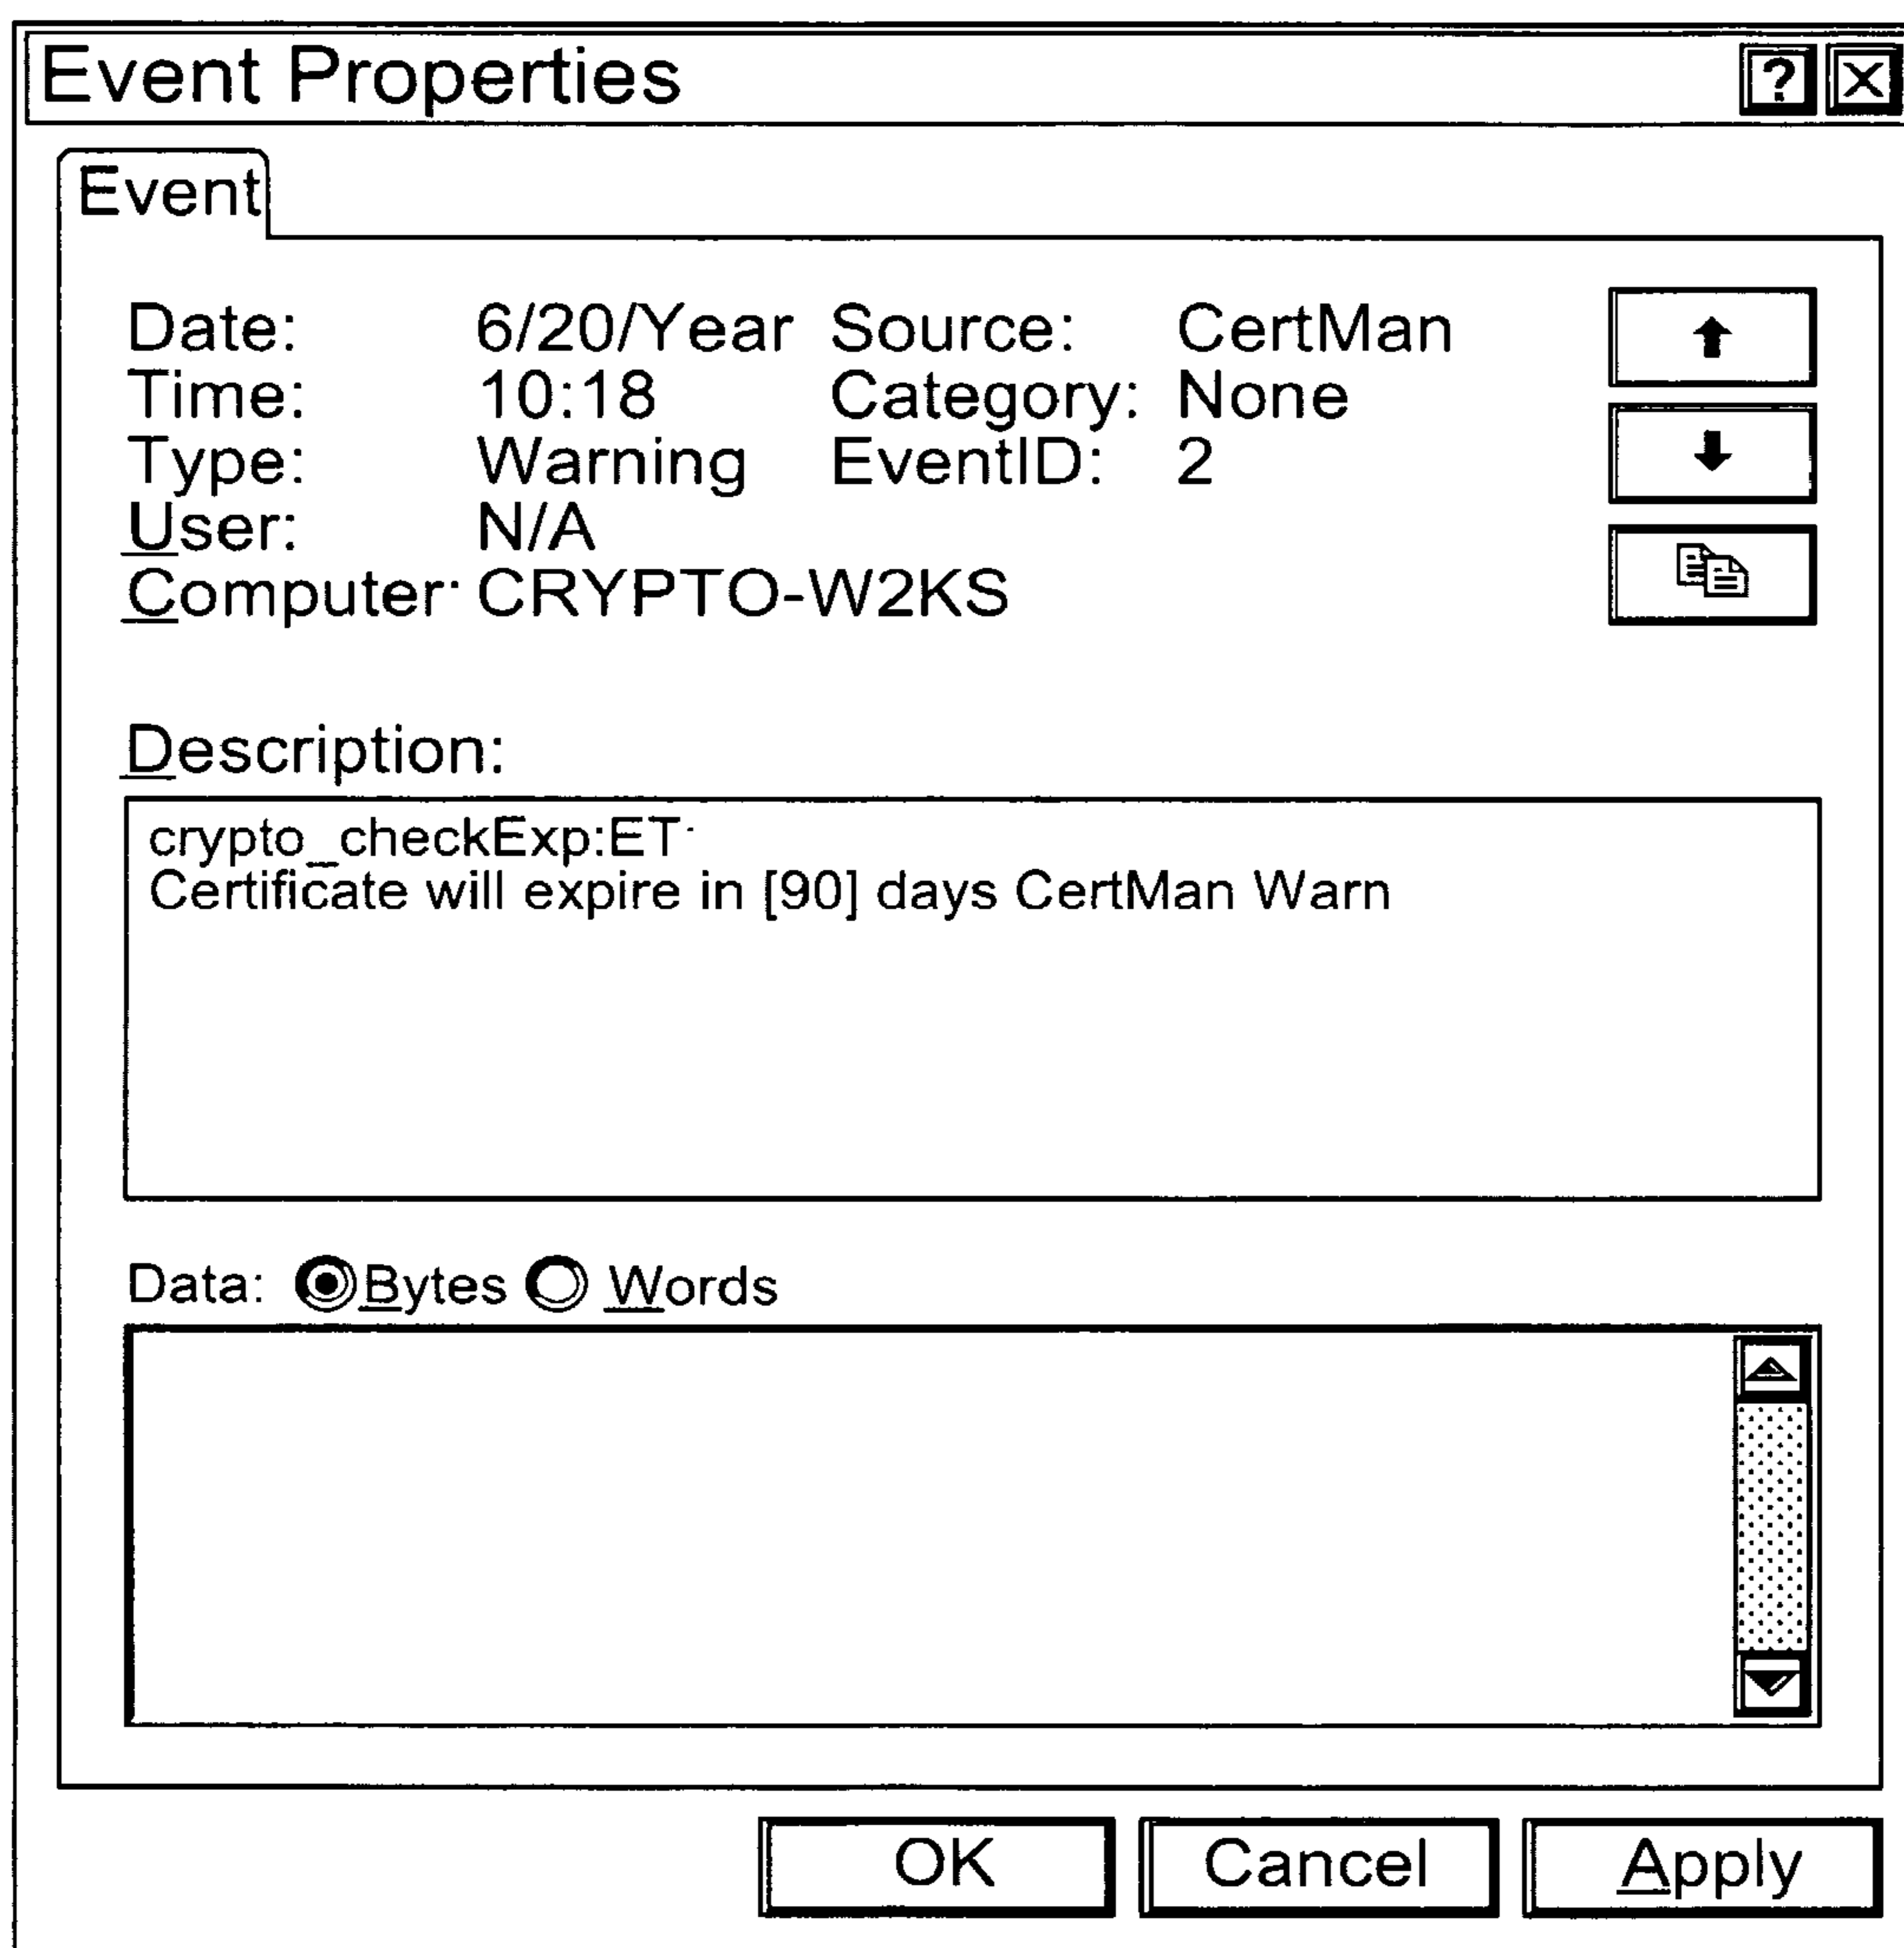 Event Properties ? X
Event
Date: 6/20/Year Source: CertMan
Time: 10:18 Category: None
Type: Warning EventID: 2
User: N/A
Computer: CRYPTO-W2KS
Description:
crypto_checkExp:ET:
Certificate will expire in [90] days CertMan Warn
Data: Bytes Words
OK Cancel Apply